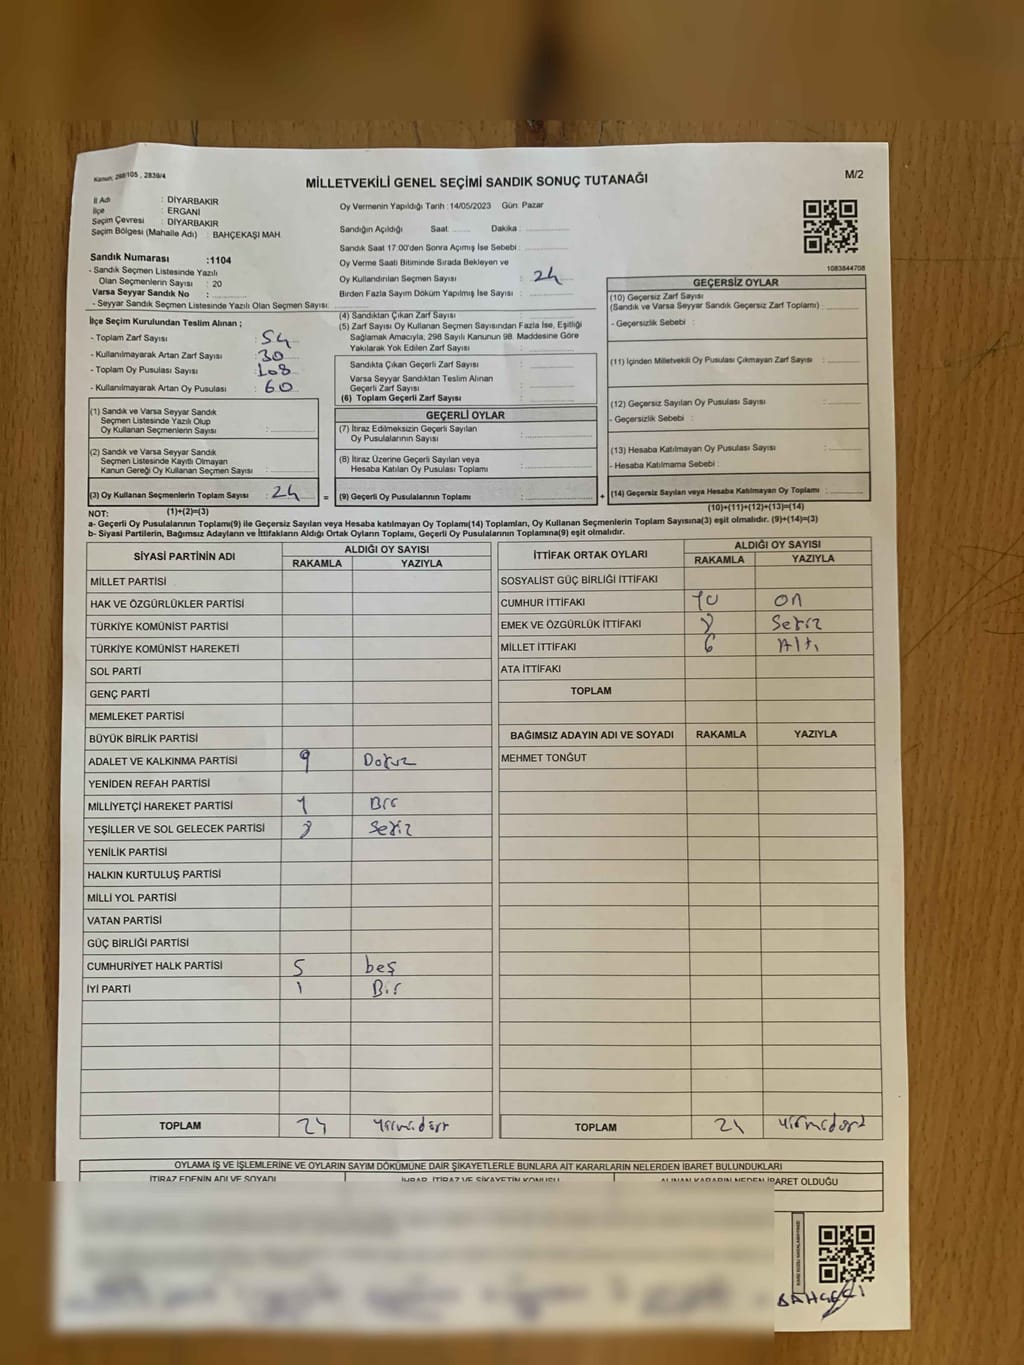 Kanun: 298/105 , 2839/4
MİLLETVEKİLİ GENEL SEÇİMİ SANDIK SONUÇ TUTANAĞI
M/2
İl Adı : DİYARBAKIR
İlçe : ERGANİ
Seçim Çevresi : DİYARBAKIR
Seçim Bölgesi (Mahalle Adı) : BAHÇEKAŞI MAH.
Sandık Numarası :1104
- Sandık Seçmen Listesinde Yazılı
Olan Seçmenlerin Sayısı : 20
Varsa Seyyar Sandık No :
- Seyyar Sandık Seçmen Listesinde Yazılı Olan Seçmen Sayısı:
İlçe Seçim Kurulundan Teslim Alınan ;
- Toplam Zarf Sayısı : 54
- Kullanılmayarak Artan Zarf Sayısı : 30
- Toplam Oy Pusulası Sayısı : 108
- Kullanılmayarak Artan Oy Pusulası : 60
(1) Sandık ve Varsa Seyyar Sandık
Seçmen Listesinde Yazılı Olup
Oy Kullanan Seçmenlerin Sayısı :
(2) Sandık ve Varsa Seyyar Sandık
Seçmen Listesinde Kayıtlı Olmayan
Kanun Gereği Oy Kullanan Seçmen Sayısı :
(3) Oy Kullanan Seçmenlerin Toplam Sayısı : 24 =
(1)+(2)=(3)
Oy Vermenin Yapıldığı Tarih : 14/05/2023 Gün: Pazar
Sandığın Açıldığı Saat: Dakika :
Sandık Saat 17:00'den Sonra Açımış İse Sebebi :
Oy Verme Saati Bitiminde Sırada Bekleyen ve
Oy Kullandırılan Seçmen Sayısı : 24
Birden Fazla Sayım Döküm Yapılmış İse Sayısı :
(4) Sandıktan Çıkan Zarf Sayısı :
(5) Zarf Sayısı Oy Kullanan Seçmen Sayısından Fazla İse, Eşitliği
Sağlamak Amacıyla; 298 Sayılı Kanunun 98. Maddesine Göre
Yakılarak Yok Edilen Zarf Sayısı :
Sandıkta Çıkan Geçerli Zarf Sayısı :
Varsa Seyyar Sandıktan Teslim Alınan
Geçerli Zarf Sayısı :
(6) Toplam Geçerli Zarf Sayısı :
GEÇERLİ OYLAR
(7) İtiraz Edilmeksizin Geçerli Sayılan
Oy Pusulalarının Sayısı :
(8) İtiraz Üzerine Geçerli Sayılan veya
Hesaba Katılan Oy Pusulası Toplamı :
(9) Geçerli Oy Pusulalarının Toplamı : +
1083844708
GEÇERSİZ OYLAR
(10) Geçersiz Zarf Sayısı
(Sandık ve Varsa Seyyar Sandık Geçersiz Zarf Toplamı) :
- Geçersizlik Sebebi :
(11) İçinden Milletvekili Oy Pusulası Çıkmayan Zarf Sayısı :
(12) Geçersiz Sayılan Oy Pusulası Sayısı :
- Geçersizlik Sebebi :
(13) Hesaba Katılmayan Oy Pusulası Sayısı :
- Hesaba Katılmama Sebebi :
(14) Geçersiz Sayılan veya Hesaba Katılmayan Oy Toplamı :
(10)+(11)+(12)+(13)=(14)
NOT:
a- Geçerli Oy Pusulalarının Toplamı(9) ile Geçersiz Sayılan veya Hesaba katılmayan Oy Toplamı(14) Toplamları, Oy Kullanan Seçmenlerin Toplam Sayısına(3) eşit olmalıdır. (9)+(14)=(3)
b- Siyasi Partilerin, Bağımsız Adayların ve İttifakların Aldığı Ortak Oyların Toplamı, Geçerli Oy Pusulalarının Toplamına(9) eşit olmalıdır.
SİYASİ PARTİNİN ADI ALDIĞI OY SAYISI
RAKAMLA YAZIYLA
MİLLET PARTİSİ
HAK VE ÖZGÜRLÜKLER PARTİSİ
TÜRKİYE KOMÜNİST PARTİSİ
TÜRKİYE KOMÜNİST HAREKETİ
SOL PARTİ
GENÇ PARTİ
MEMLEKET PARTİSİ
BÜYÜK BİRLİK PARTİSİ
ADALET VE KALKINMA PARTİSİ 9 Dokuz
YENİDEN REFAH PARTİSİ
MİLLİYETÇİ HAREKET PARTİSİ 1 Bir
YEŞİLLER VE SOL GELECEK PARTİSİ 8 Sekiz
YENİLİK PARTİSİ
HALKIN KURTULUŞ PARTİSİ
MİLLİ YOL PARTİSİ
VATAN PARTİSİ
GÜÇ BİRLİĞİ PARTİSİ
CUMHURİYET HALK PARTİSİ 5 beş
İYİ PARTİ 1 Bir
TOPLAM 24 Yirmidört
İTTİFAK ORTAK OYLARI ALDIĞI OY SAYISI
RAKAMLA YAZIYLA
SOSYALİST GÜÇ BİRLİĞİ İTTİFAKI
CUMHUR İTTİFAKI 10 on
EMEK VE ÖZGÜRLÜK İTTİFAKI 8 Sekiz
MİLLET İTTİFAKI 6 Altı
ATA İTTİFAKI
TOPLAM
BAĞIMSIZ ADAYIN ADI VE SOYADI RAKAMLA YAZIYLA
MEHMET TONĞUT
TOPLAM 24 Yirmidört
OYLAMA İŞ VE İŞLEMLERİNE VE OYLARIN SAYIM DÖKÜMÜNE DAİR ŞİKAYETLERLE BUNLARA AİT KARARLARIN NELERDEN İBARET BULUNDUKLARI
İTİRAZ EDENİN ADI VE SOYADI İHBAR, İTİRAZ VE ŞİKAYETİN KONUSU ALINAN KARARIN NEDEN İBARET OLDUĞU
BAHÇECİ